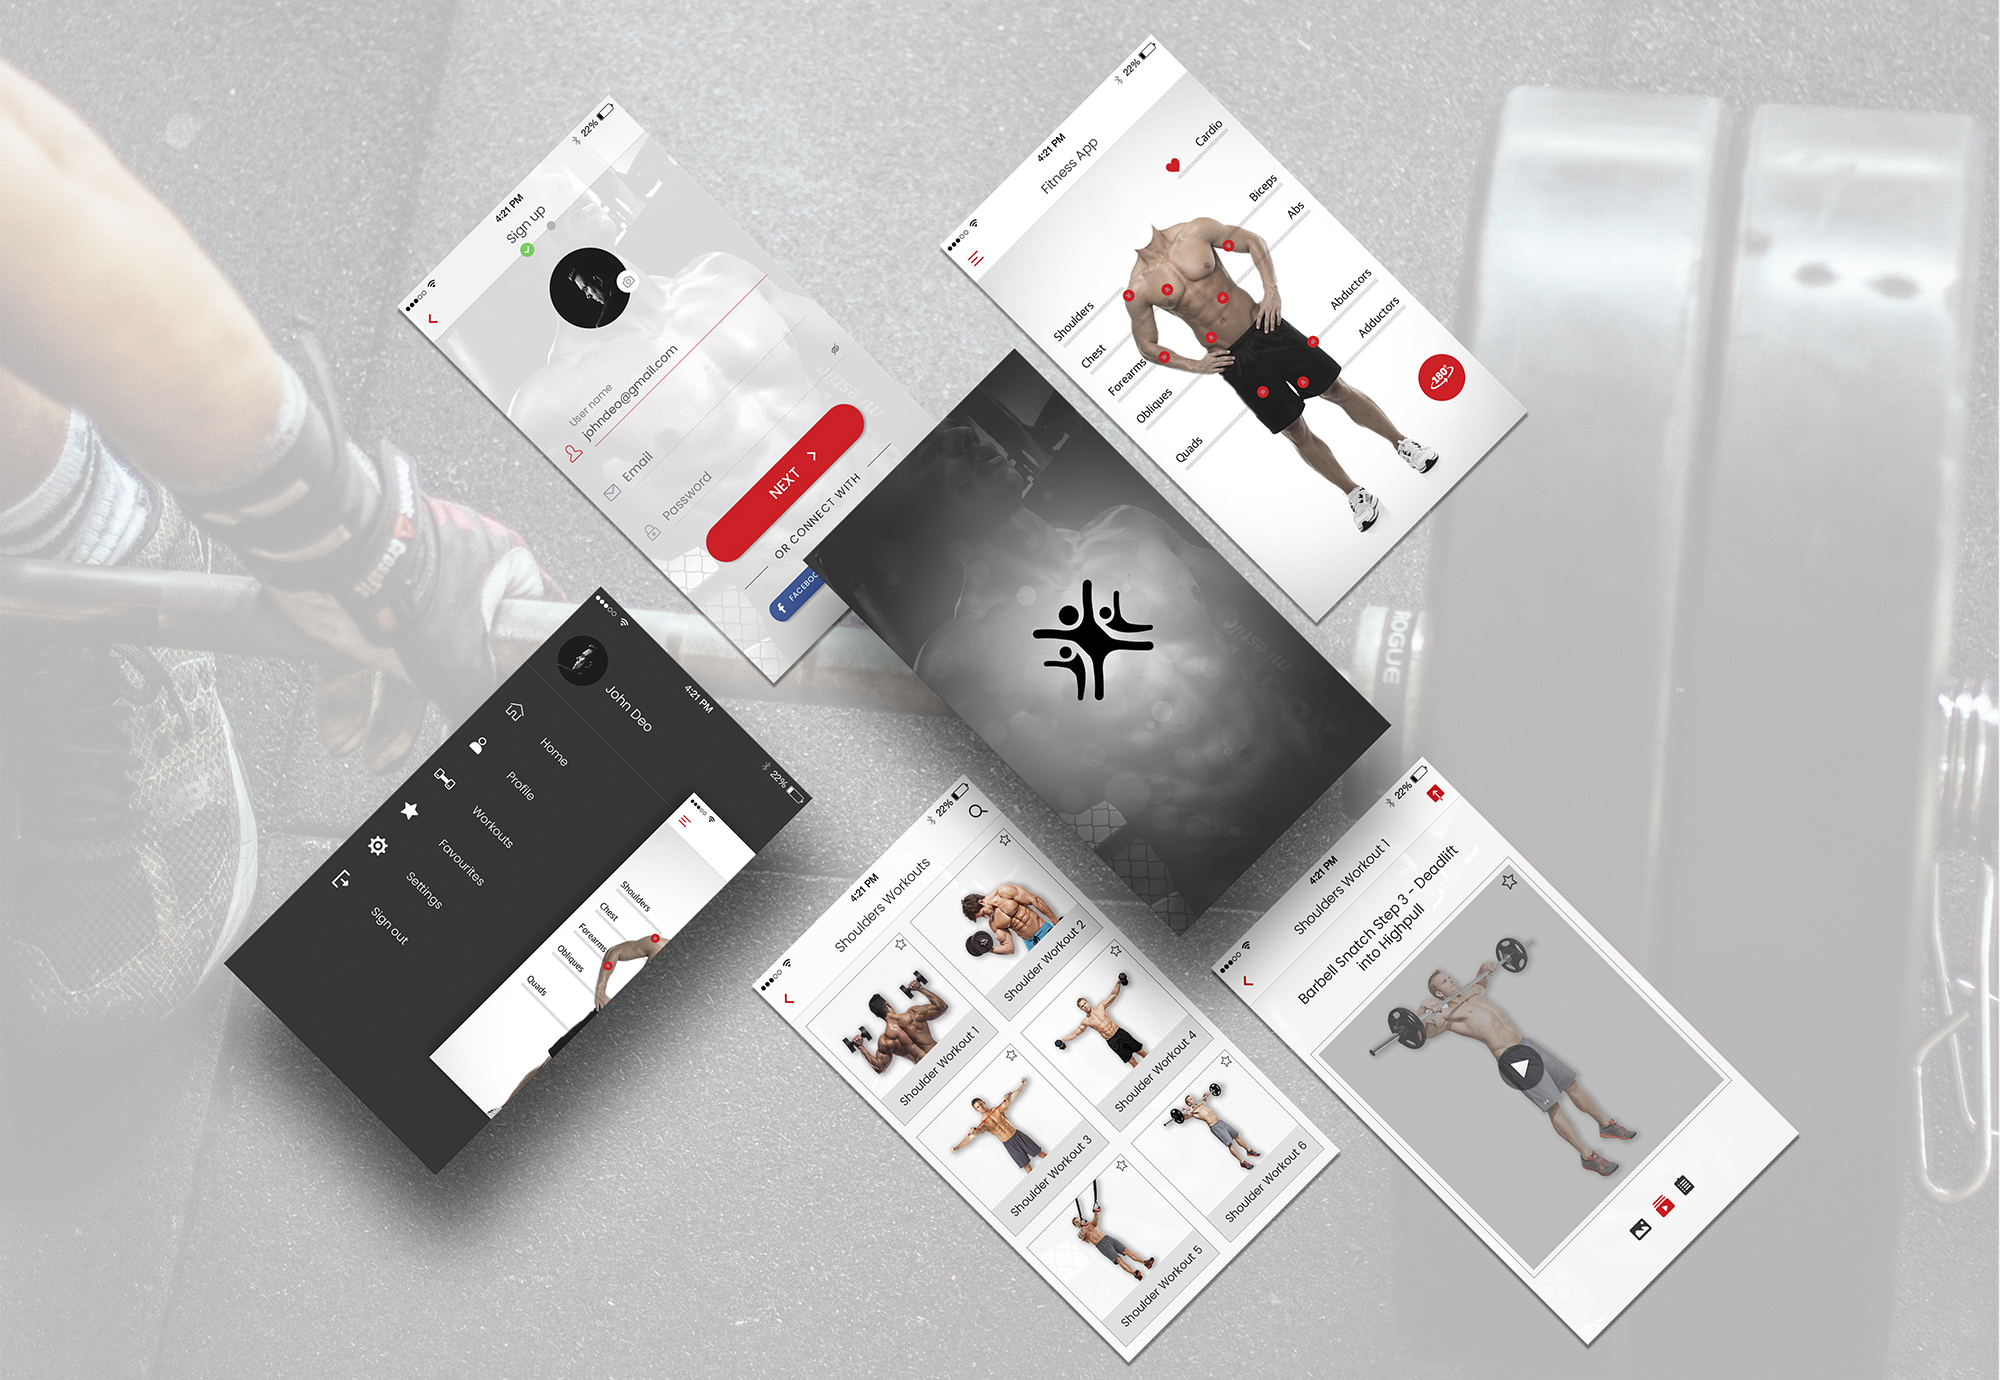 22%
4:21 PM
Sign up
User name
johndeo@gmail.com
Email
Password
NEXT
OR CONNECT WITH
FACEBOO
22%
4:21 PM
Fitness App
Cardio
Biceps
Abs
Abductors
Adductors
Shoulders
Chest
Forearms
Obliques
Quads
180°
4:21 PM
22%
John Deo
Home
Profile
Workouts
Favourites
Settings
Sign out
Shoulders
Chest
Forearms
Obliques
Quads
22%
4:21 PM
Shoulders Workouts
Shoulder Workout 1
Shoulder Workout 2
Shoulder Workout 3
Shoulder Workout 4
Shoulder Workout 5
Shoulder Workout 6
22%
4:21 PM
Shoulders Workout 1
Barbell Snatch Step 3 - Deadlift
into Highpull
CrossFit
ROGUE